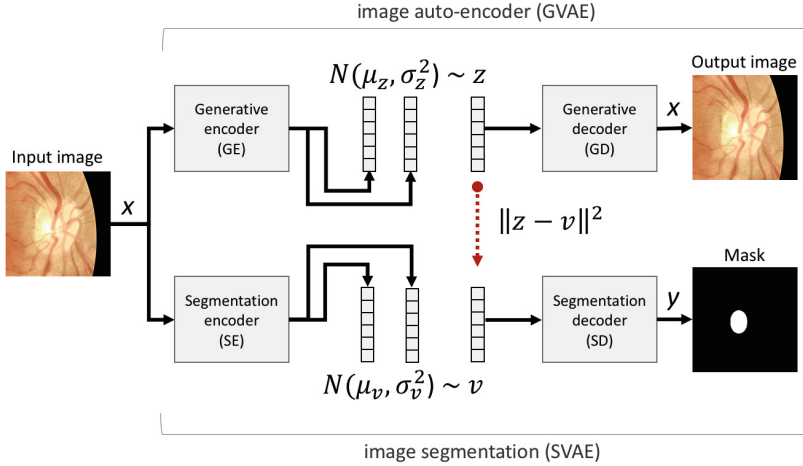 image auto-encoder (GVAE)
Input image
x
Generative
encoder
(GE)
N(μ_z, σ_z^2) ~ z
Generative
decoder
(GD)
x
Output image
‖z − v‖^2
Segmentation
encoder
(SE)
N(μ_v, σ_v^2) ~ v
Segmentation
decoder
(SD)
y
Mask
image segmentation (SVAE)